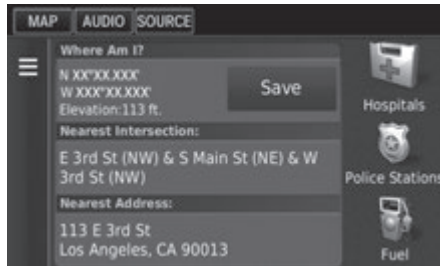 MAP AUDIO SOURCE
Where Am I?
N XX°XX.XXX'
W XXX°XX.XXX'
Elevation:113 ft.
Save
Nearest Intersection:
E 3rd St (NW) & S Main St (NE) & W
3rd St (NW)
Nearest Address:
113 E 3rd St
Los Angeles, CA 90013
Hospitals
Police Stations
Fuel